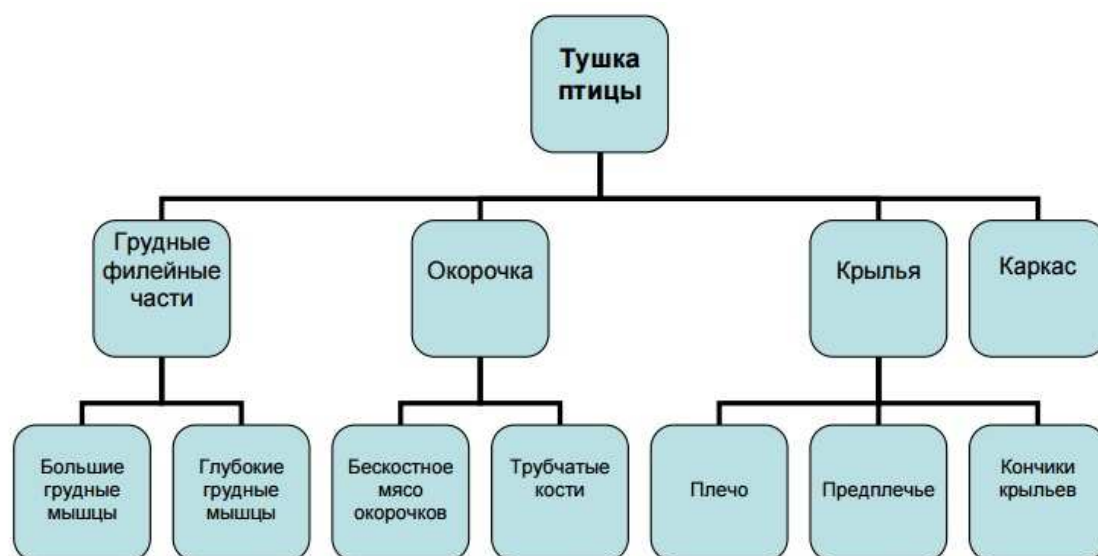 Тушка
птицы
Грудные
филейные
части
Окорочка
Крылья
Каркас
Большие
грудные
мышцы
Глубокие
грудные
мышцы
Бескостное
мясо
окорочков
Трубчатые
кости
Плечо
Предплечье
Кончики
крыльев